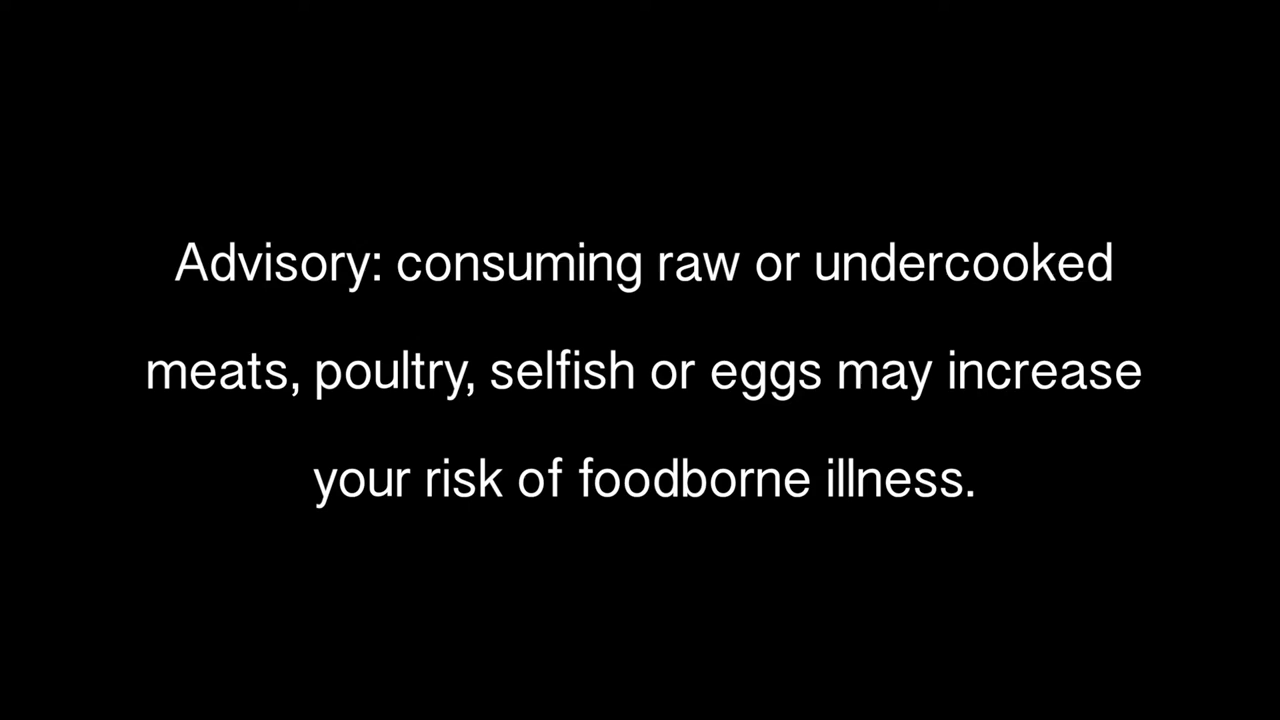 Advisory: consuming raw or undercooked
meats, poultry, selfish or eggs may increase
your risk of foodborne illness.